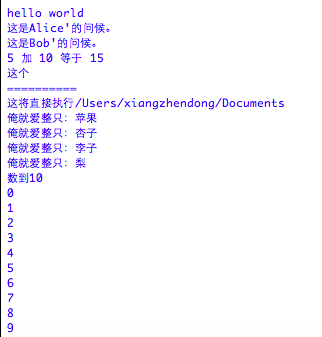 hello world
这是Alice'的问候。
这是Bob'的问候。
5 加 10 等于 15
这个
==========
这将直接执行/Users/xiangzhendong/Documents
俺就爱整只: 苹果
俺就爱整只: 杏子
俺就爱整只: 李子
俺就爱整只: 梨
数到10
0
1
2
3
4
5
6
7
8
9